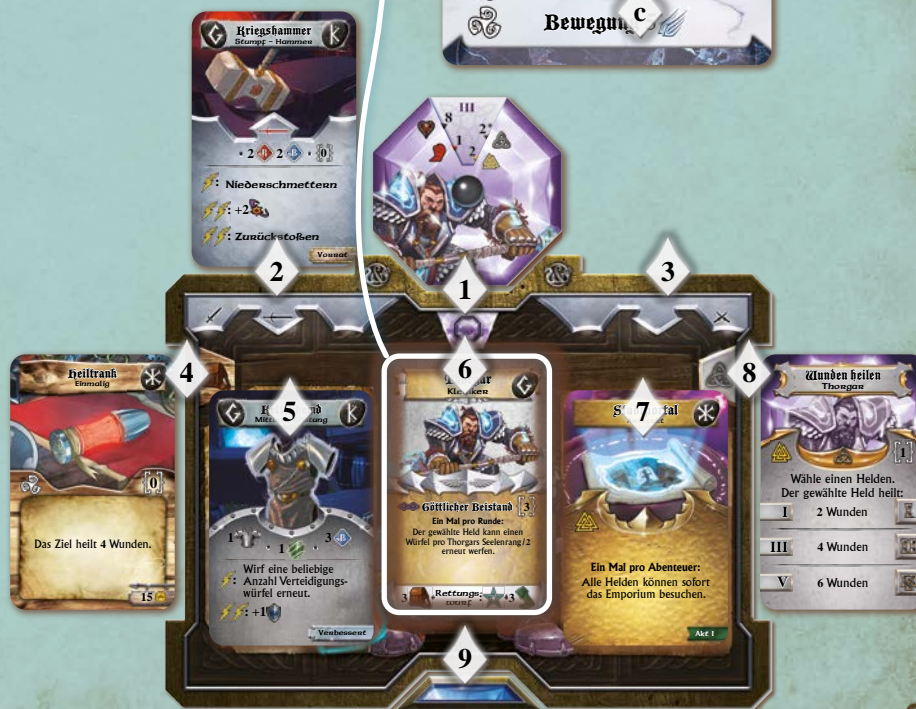 C
Bewegung
Kriegshammer
Stumpf – Hammer
2 2 [0]
: Niederschmettern
: +2
: Zurückstoßen
Vorrat
III
8 2
1 2
2
1
3
4
Heiltrank
Einmalig
[0]
Das Ziel heilt 4 Wunden.
15
5
1 1 3
Wirf eine beliebige
Anzahl Verteidigungs-
würfel erneut.
: +1
Verbessert
6
Kleriker
Göttlicher Beistand [3]
Ein Mal pro Runde:
Der gewählte Held kann einen
Würfel pro Thorgars Seelenrang/2
erneut werfen.
3 Rettungs- +3
wurf:
7
Ein Mal pro Abenteuer:
Alle Helden können sofort
das Emporium besuchen.
Akt I
8
Wunden heilen
Thorgar
[1]
Wähle einen Helden.
Der gewählte Held heilt:
I 2 Wunden
III 4 Wunden
V 6 Wunden
9